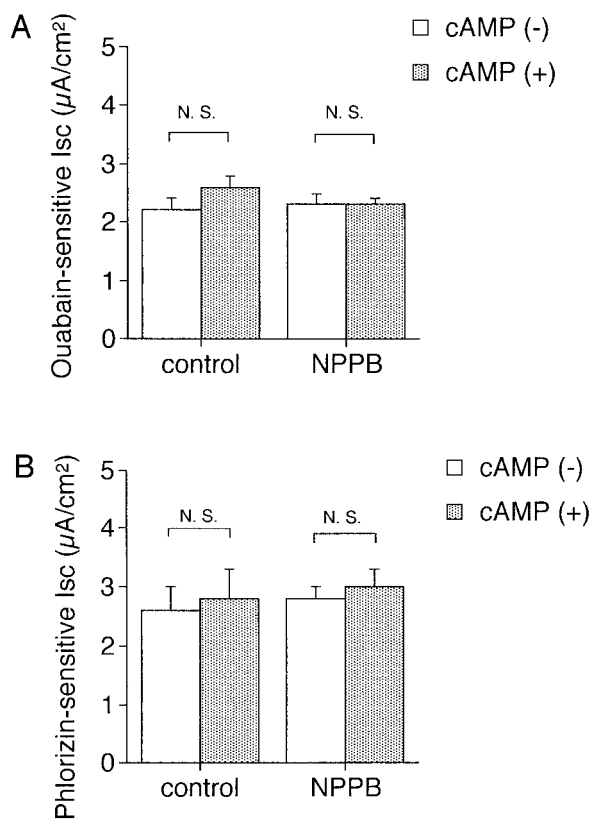 A
Ouabain-sensitive Isc (µA/cm²)
5
4
3
2
1
0
cAMP (-)
cAMP (+)
N. S.
N. S.
control
NPPB
B
Phlorizin-sensitive Isc (µA/cm²)
5
4
3
2
1
0
cAMP (-)
cAMP (+)
N. S.
N. S.
control
NPPB